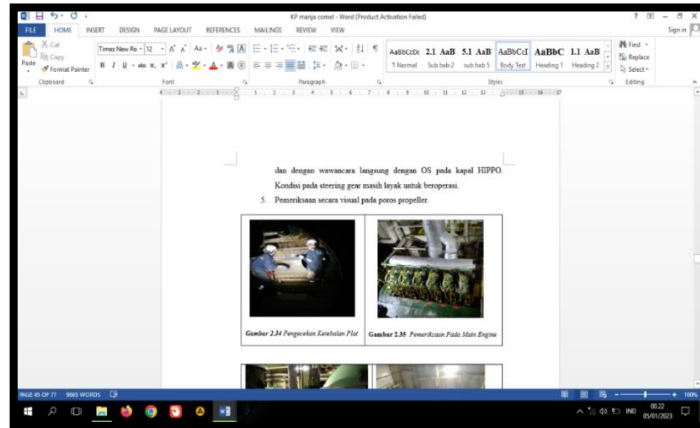 KP manja comel - Word (Product Activation Failed)
FILE HOME INSERT DESIGN PAGE LAYOUT REFERENCES MAILINGS REVIEW VIEW Sign in
Paste
Cut
Copy
Format Painter
Clipboard
Times New Ro 12
Font
Paragraph
AaBbCcDc 2.1 AaB 5.1 AaB AaBbCcI AaBbC 1.1 AaB
1 Normal Sub bab 2 sub bab 5 Body Text Heading 1 Heading 2
Styles
Find
Replace
Select
Editing
dan dengan wawancara langsung dengan OS pada kapal HIPPO.
Kondisi pada steering gear masih layak untuk beroperasi.
5. Pemeriksaan secara visual pada poros propeller.
Gambar 2.34 Pengecekan Ketebalan Plat
Gambar 2.35 Pemeriksaan Pada Main Engine
PAGE 45 OF 77 9865 WORDS
100%
IND
00.22
05/01/2023